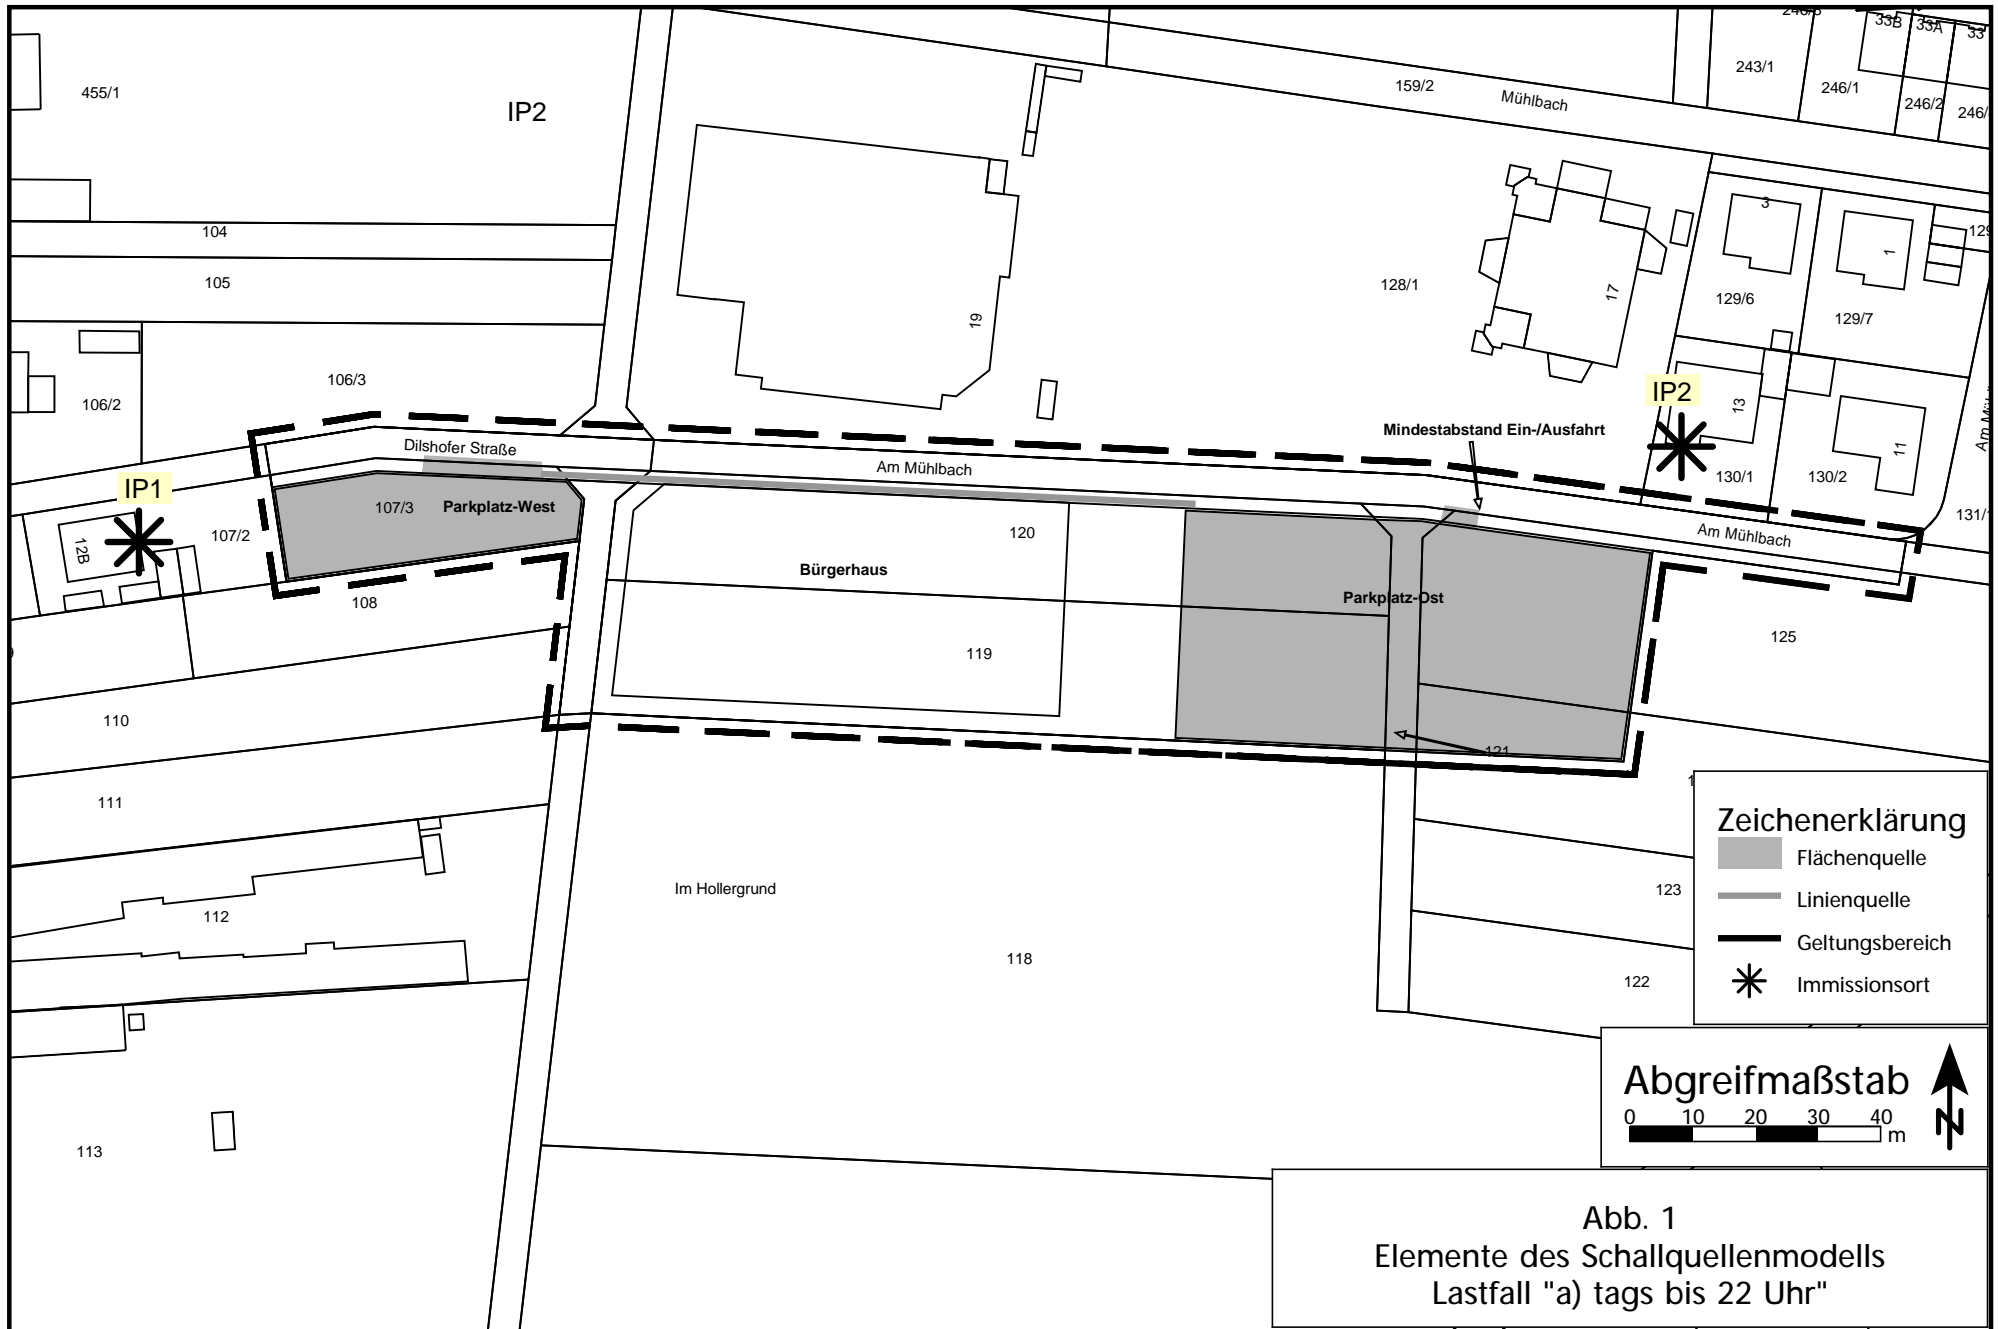 455/1
IP2
159/2
Mühlbach
243/1
246/1
246/2
33B
33A
33
104
105
106/3
106/2
19
128/1
17
3
1
129/6
129/7
13
11
IP2
Mindestabstand Ein-/Ausfahrt
130/1
130/2
Dilshofer Straße
Am Mühlbach
Am Mühlbach
IP1
12B
107/2
107/3
Parkplatz-West
120
Bürgerhaus
119
Parkplatz-Ost
108
125
121
110
111
112
113
Im Hollergrund
118
123
122
Zeichenerklärung
Flächenquelle
Linienquelle
Geltungsbereich
Immissionsort
Abgreifmaßstab
0 10 20 30 40
m
N
Abb. 1
Elemente des Schallquellenmodells
Lastfall "a) tags bis 22 Uhr"